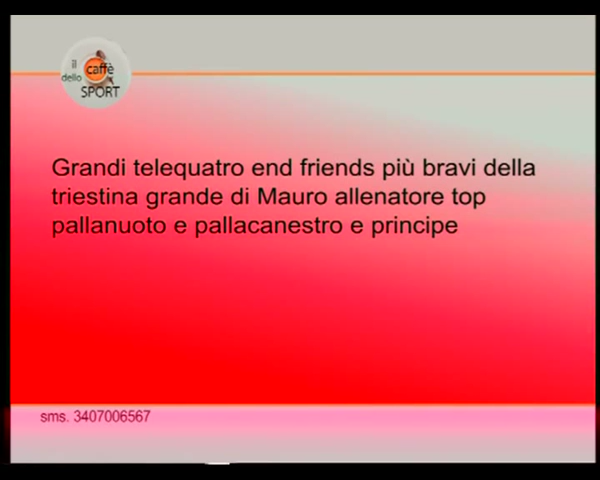 il
caffè
dello
SPORT
Grandi telequatro end friends più bravi della
triestina grande di Mauro allenatore top
pallanuoto e pallacanestro e principe
sms. 3407006567